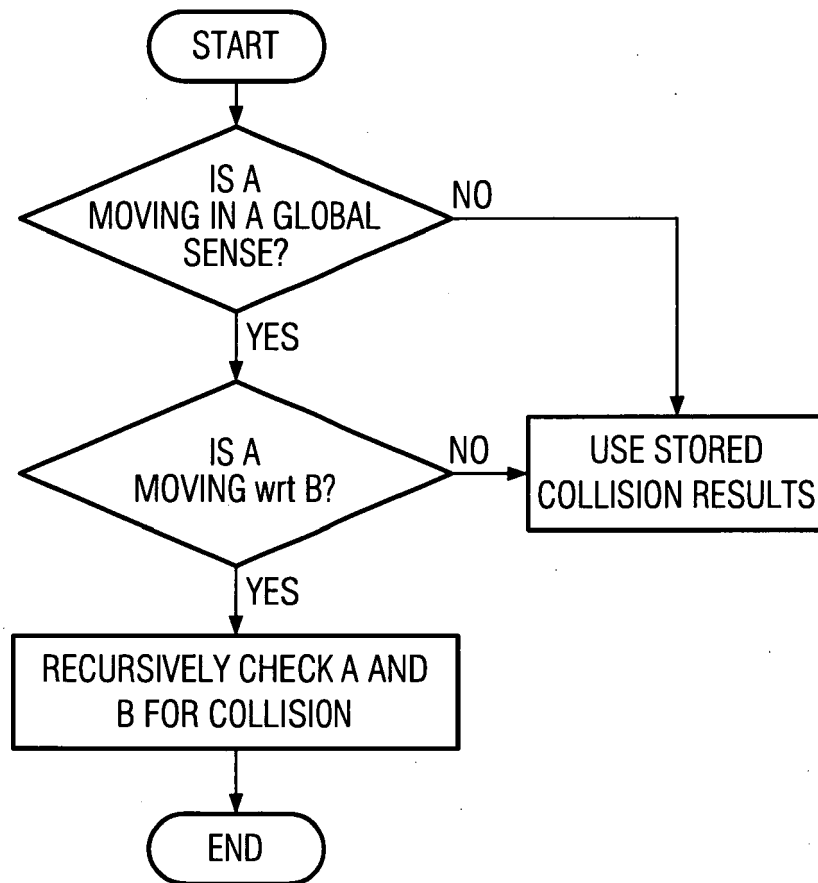 START
IS A
MOVING IN A GLOBAL
SENSE?
NO
YES
IS A
MOVING wrt B?
NO
USE STORED
COLLISION RESULTS
YES
RECURSIVELY CHECK A AND
B FOR COLLISION
END